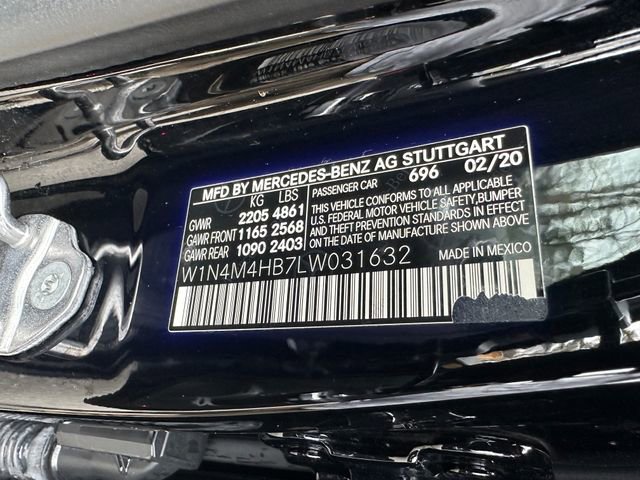 MFD BY MERCEDES-BENZ AG STUTTGART
KG LBS PASSENGER CAR 696 02/20
GVWR 2205 4861
GAWR FRONT 1165 2568
GAWR REAR 1090 2403
THIS VEHICLE CONFORMS TO ALL APPLICABLE
U.S. FEDERAL MOTOR VEHICLE SAFETY, BUMPER
AND THEFT PREVENTION STANDARDS IN EFFECT
ON THE DATE OF MANUFACTURE SHOWN ABOVE.
W1N4M4HB7LW031632
MADE IN MEXICO